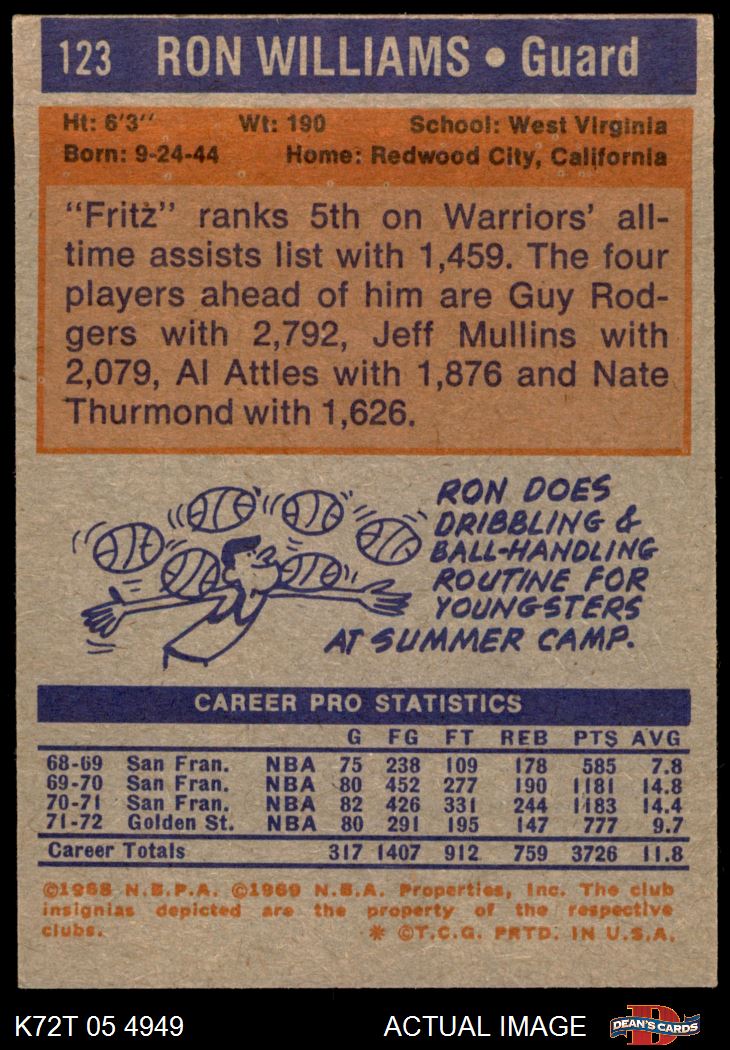 123 RON WILLIAMS • Guard
Ht: 6'3" Wt: 190 School: West Virginia
Born: 9-24-44 Home: Redwood City, California
"Fritz" ranks 5th on Warriors' all-
time assists list with 1,459. The four
players ahead of him are Guy Rod-
gers with 2,792, Jeff Mullins with
2,079, Al Attles with 1,876 and Nate
Thurmond with 1,626.
RON DOES
DRIBBLING &
BALL-HANDLING
ROUTINE FOR
YOUNGSTERS
AT SUMMER CAMP.
CAREER PRO STATISTICS
G FG FT REB PTS AVG
68-69 San Fran. NBA 75 238 109 178 585 7.8
69-70 San Fran. NBA 80 452 277 190 1181 14.8
70-71 San Fran. NBA 82 426 331 244 1183 14.4
71-72 Golden St. NBA 80 291 195 147 777 9.7
Career Totals 317 1407 912 759 3726 11.8
©1968 N.B.P.A. ©1969 N.B.A. Properties, Inc. The club
insignias depicted are the property of the respective
clubs. * ©T.C.G. PRTD. IN U.S.A.
K72T 05 4949 ACTUAL IMAGE D DEAN'S CARDS